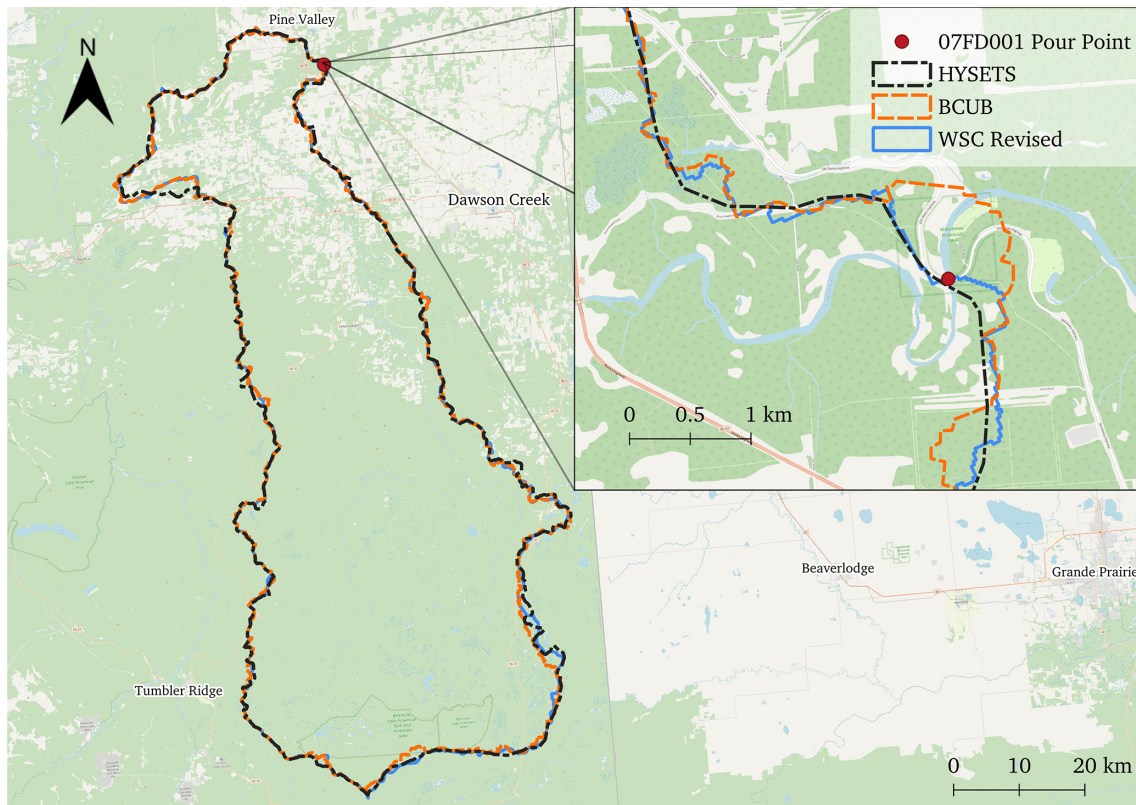 Pine Valley
N
07FD001 Pour Point
HYSETS
BCUB
WSC Revised
Dawson Creek
0 0.5 1 km
Beaverlodge
Grande Prairie
Tumbler Ridge
0 10 20 km